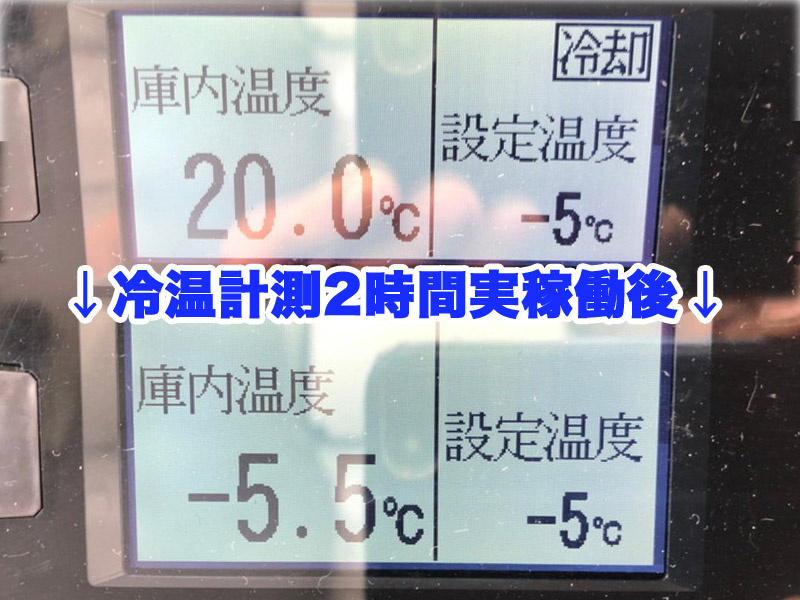 冷却
庫内温度
設定温度
20.0℃
-5℃
↓冷温計測2時間実稼働後↓
庫内温度
設定温度
-5.5℃
-5℃